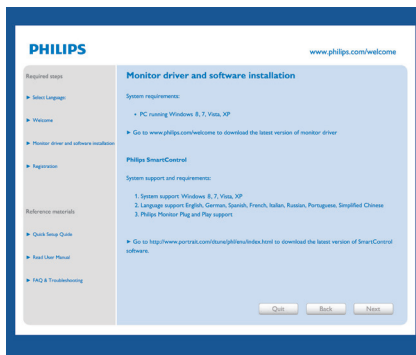 PHILIPS
www.philips.com/welcome
Required steps
► Select Language:
► Welcome
► Monitor driver and software installation
► Registration
Reference materials
► Quick Setup Quide
► Read User Manual
► FAQ & Troubleshooting
Monitor driver and software installation
System requirements:
• PC running Windows 8, 7, Vista, XP
► Go to www.philips.com/welcome to download the latest version of monitor driver
Philips SmartControl
System support and requirements:
1. System support Windows 8, 7, Vista, XP
2. Language support English, German, Spanish, French, Italian, Russian, Portuguese, Simplified Chinese
3. Philips Monitor Plug and Play support
► Go to http://www.portrait.com/dtune/phl/enu/index.html to download the latest version of SmartControl
software.
Quit
Back
Next